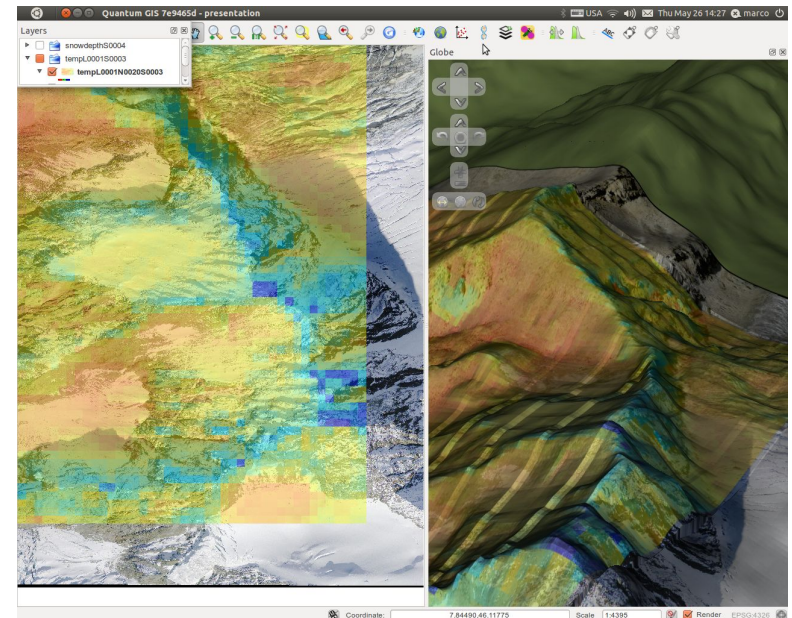 Quantum GIS 7e9465d - presentation
USA
Thu May 26 14:27
marco
Layers
snowdepthS0004
tempL0001S0003
tempL0001N0020S0003
Globe
Coordinate:
7.84490,46.11775
Scale
1:4395
Render
EPSG:4326